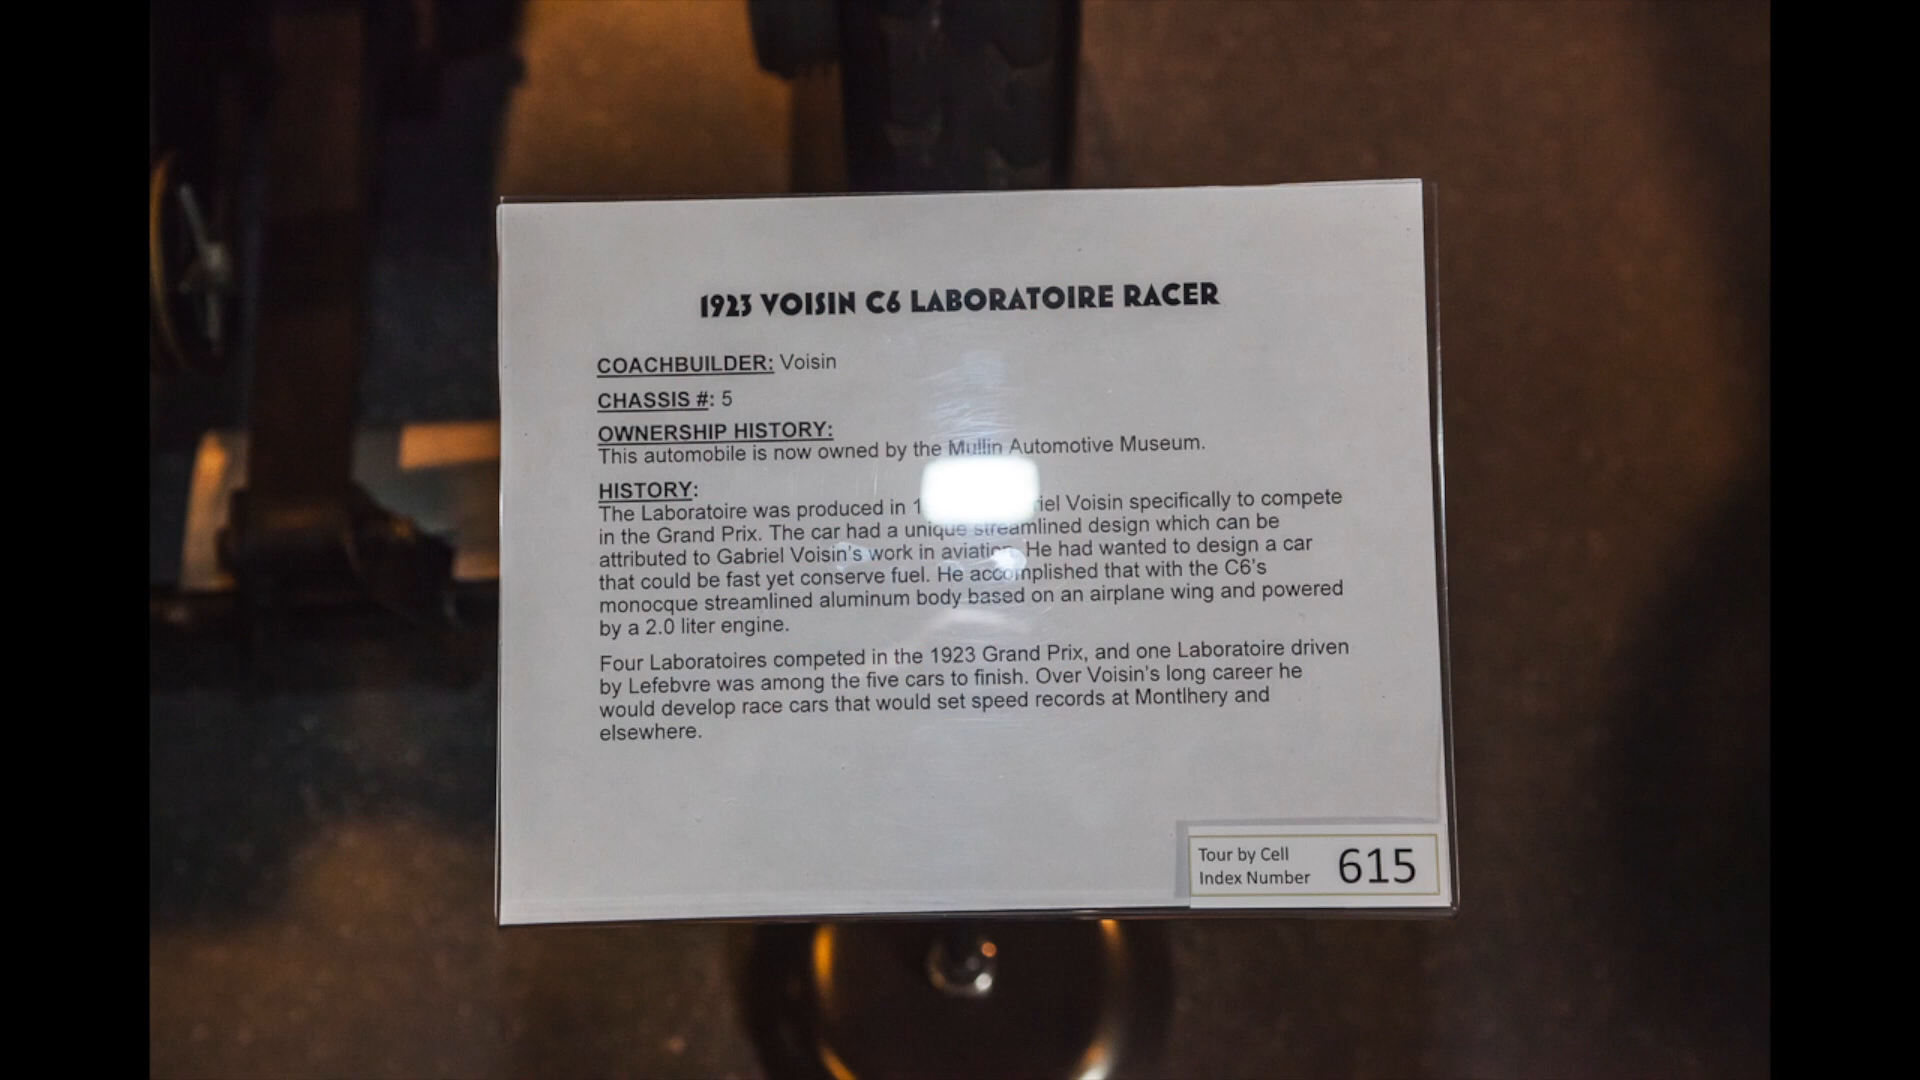 1923 VOISIN C6 LABORATOIRE RACER
COACHBUILDER: Voisin
CHASSIS #: 5
OWNERSHIP HISTORY:
This automobile is now owned by the Mullin Automotive Museum.
HISTORY:
The Laboratoire was produced in Voisin specifically to compete
in the Grand Prix. The car had a unique streamlined design which can be
attributed to Gabriel Voisin's work in aviation. He had wanted to design a car
that could be fast yet conserve fuel. He accomplished that with the C6's
monocque streamlined aluminum body based on an airplane wing and powered
by a 2.0 liter engine.
Four Laboratoires competed in the 1923 Grand Prix, and one Laboratoire driven
by Lefebvre was among the five cars to finish. Over Voisin's long career he
would develop race cars that would set speed records at Montlhery and
elsewhere.
Tour by Cell
Index Number 615